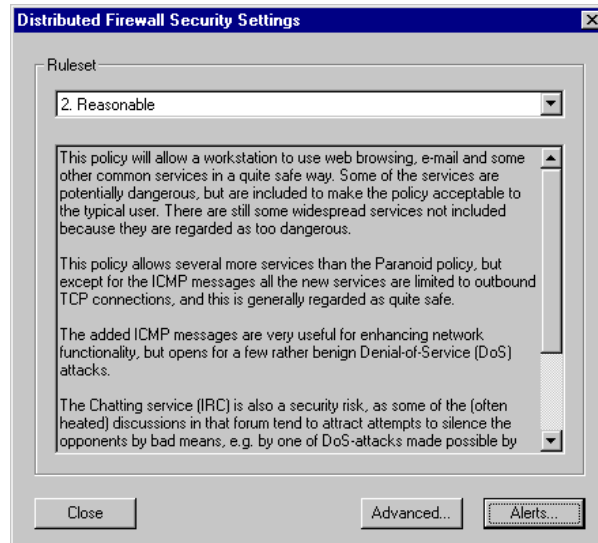 Distributed Firewall Security Settings
Ruleset
2. Reasonable
This policy will allow a workstation to use web browsing, e-mail and some
other common services in a quite safe way. Some of the services are
potentially dangerous, but are included to make the policy acceptable to
the typical user. There are still some widespread services not included
because they are regarded as too dangerous.
This policy allows several more services than the Paranoid policy, but
except for the ICMP messages all the new services are limited to outbound
TCP connections, and this is generally regarded as quite safe.
The added ICMP messages are very useful for enhancing network
functionality, but opens for a few rather benign Denial-of-Service (DoS)
attacks.
The Chatting service (IRC) is also a security risk, as some of the (often
heated) discussions in that forum tend to attract attempts to silence the
opponents by bad means, e.g. by one of DoS-attacks made possible by
Close
Advanced...
Alerts...